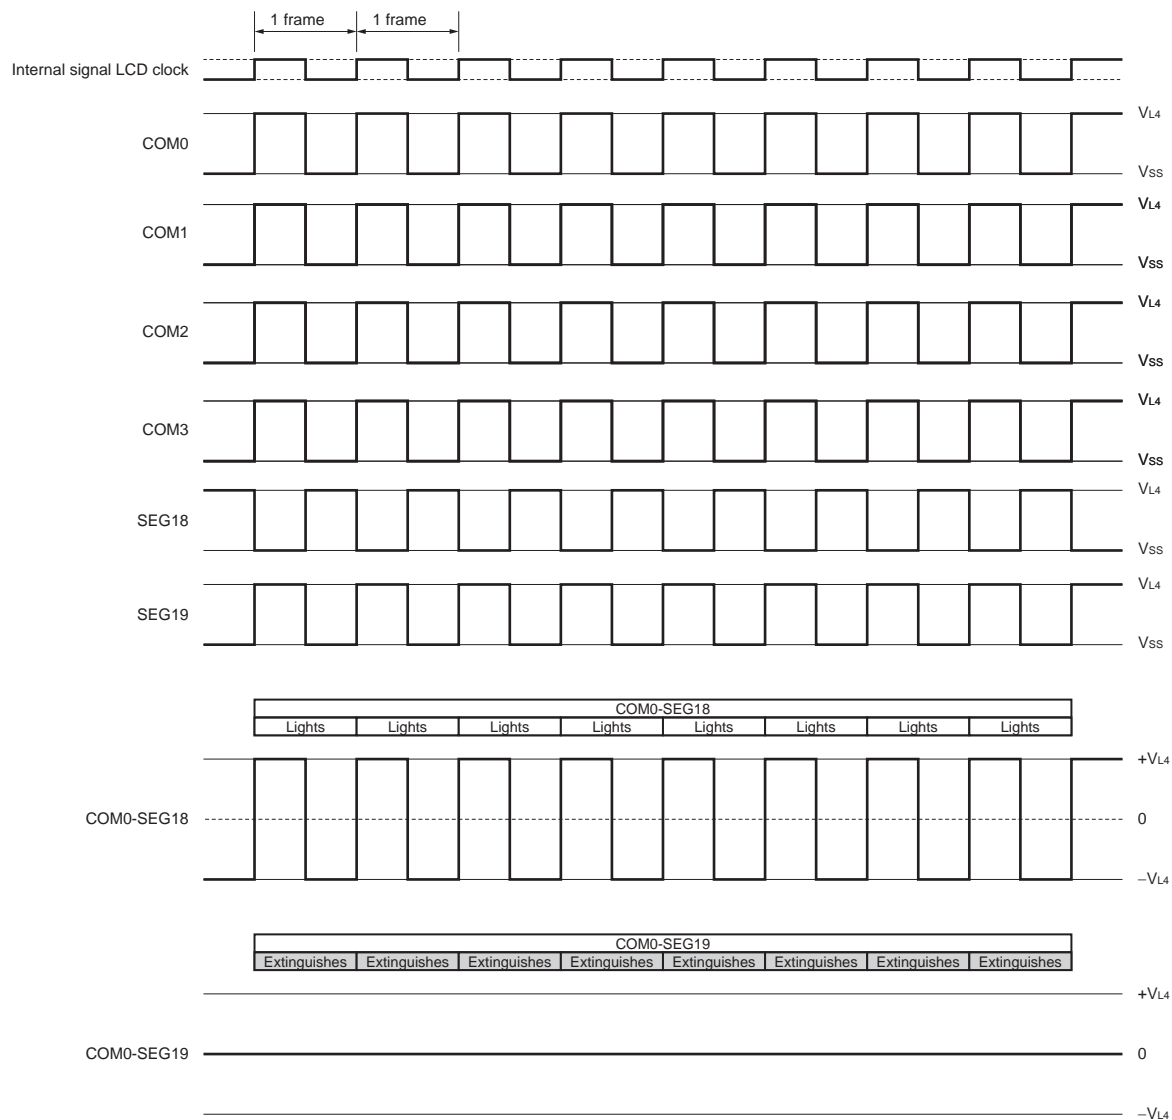 1 frame 1 frame
Internal signal LCD clock
VL4
COM0
VSS
VL4
COM1
VSS
VL4
COM2
VSS
VL4
COM3
VSS
VL4
SEG18
VSS
VL4
SEG19
VSS
COM0-SEG18
Lights Lights Lights Lights Lights Lights Lights Lights
+VL4
COM0-SEG18 0
−VL4
COM0-SEG19
Extinguishes Extinguishes Extinguishes Extinguishes Extinguishes Extinguishes Extinguishes Extinguishes
+VL4
COM0-SEG19 0
−VL4